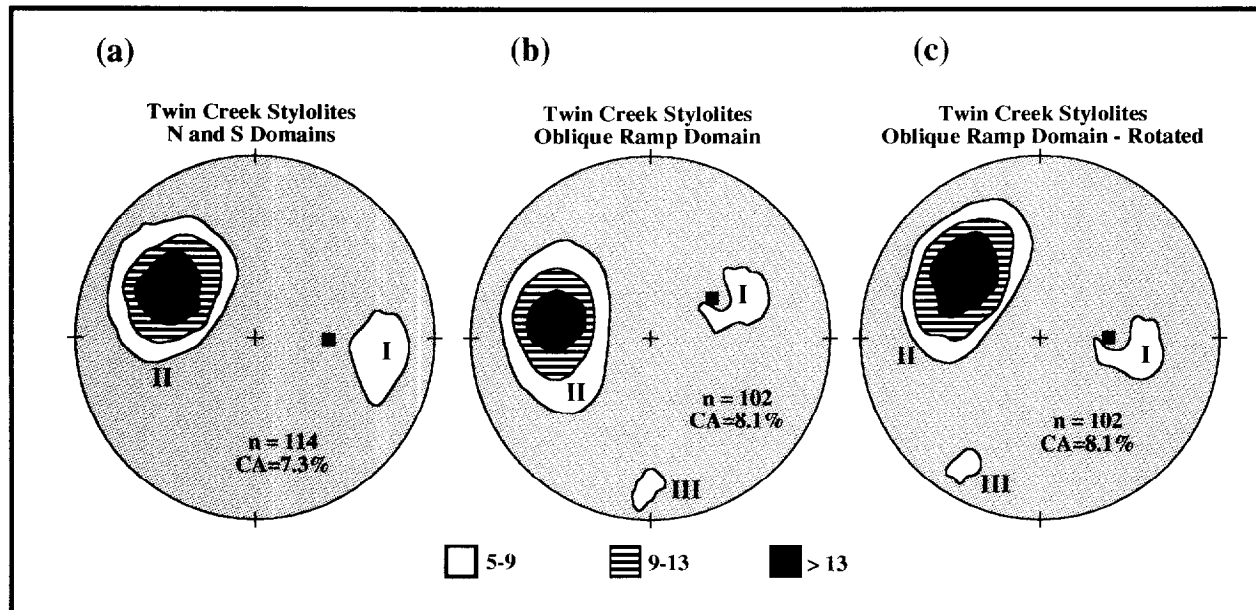 (a)
Twin Creek Stylolites
N and S Domains
I
II
n = 114
CA=7.3%
(b)
Twin Creek Stylolites
Oblique Ramp Domain
I
II
n = 102
CA=8.1%
III
(c)
Twin Creek Stylolites
Oblique Ramp Domain - Rotated
I
II
n = 102
CA=8.1%
III
5-9
9-13
> 13